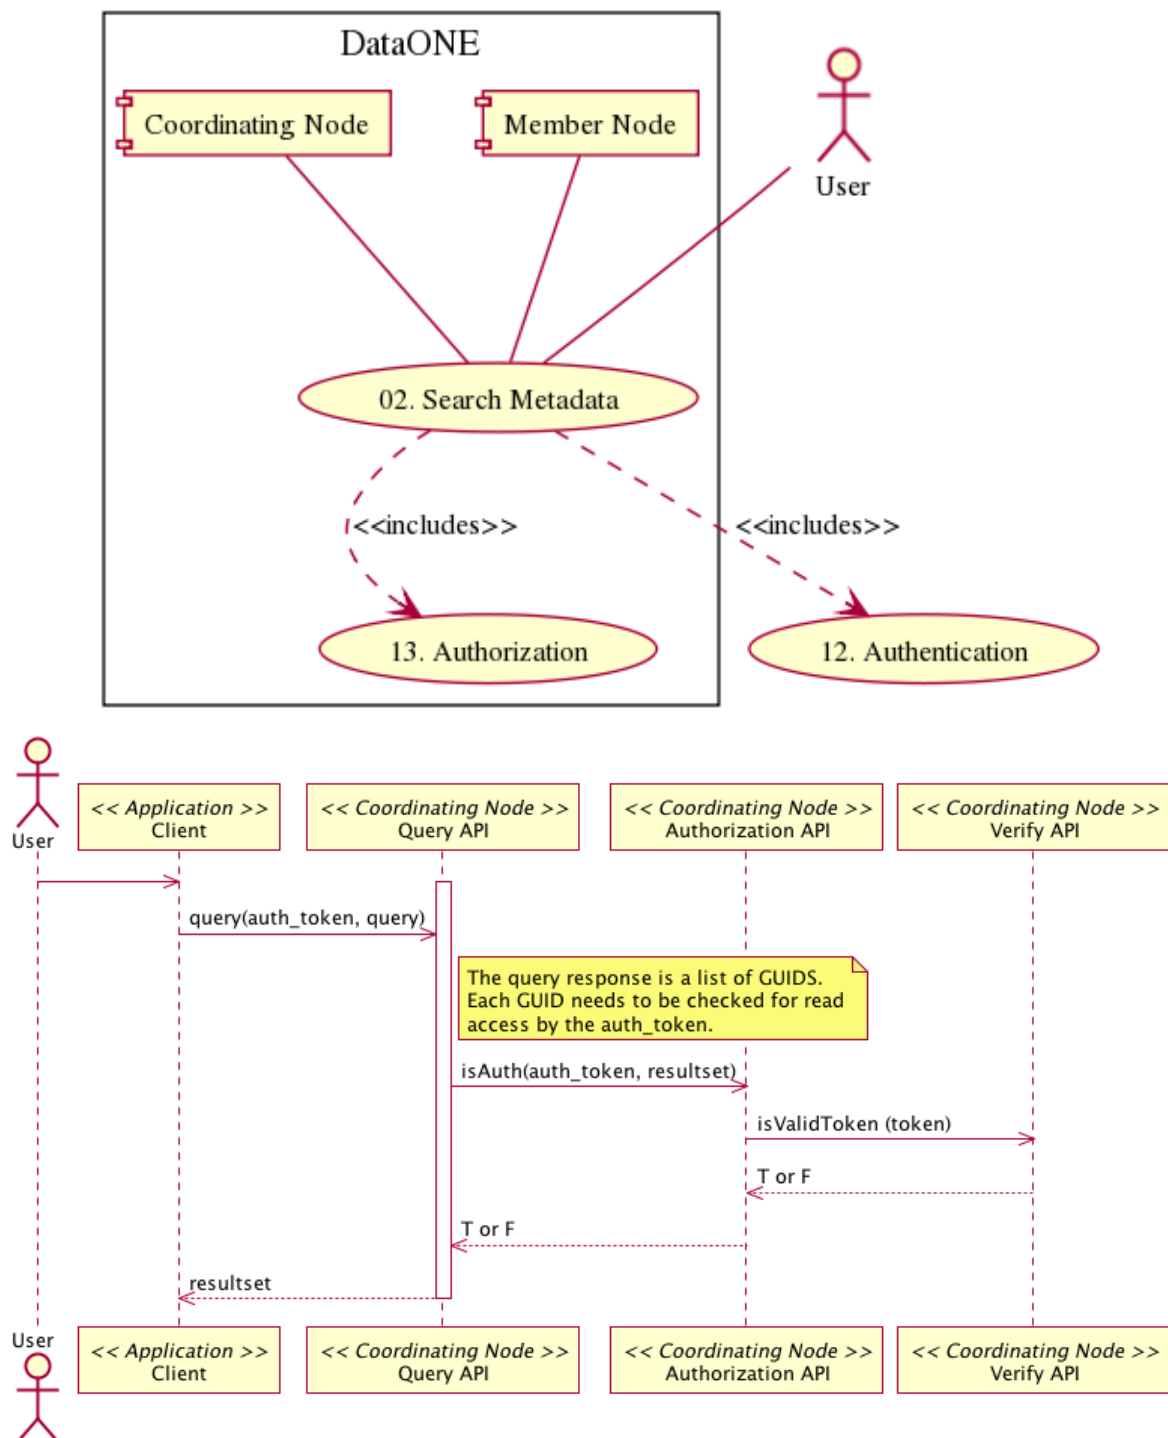 DataONE
Coordinating Node
Member Node
User
02. Search Metadata
<<includes>>
<<includes>>
13. Authorization
12. Authentication
User
<< Application >>
Client
<< Coordinating Node >>
Query API
<< Coordinating Node >>
Authorization API
<< Coordinating Node >>
Verify API
query(auth_token, query)
The query response is a list of GUIDS.
Each GUID needs to be checked for read
access by the auth_token.
isAuth(auth_token, resultset)
isValidToken (token)
T or F
T or F
resultset
User
<< Application >>
Client
<< Coordinating Node >>
Query API
<< Coordinating Node >>
Authorization API
<< Coordinating Node >>
Verify API